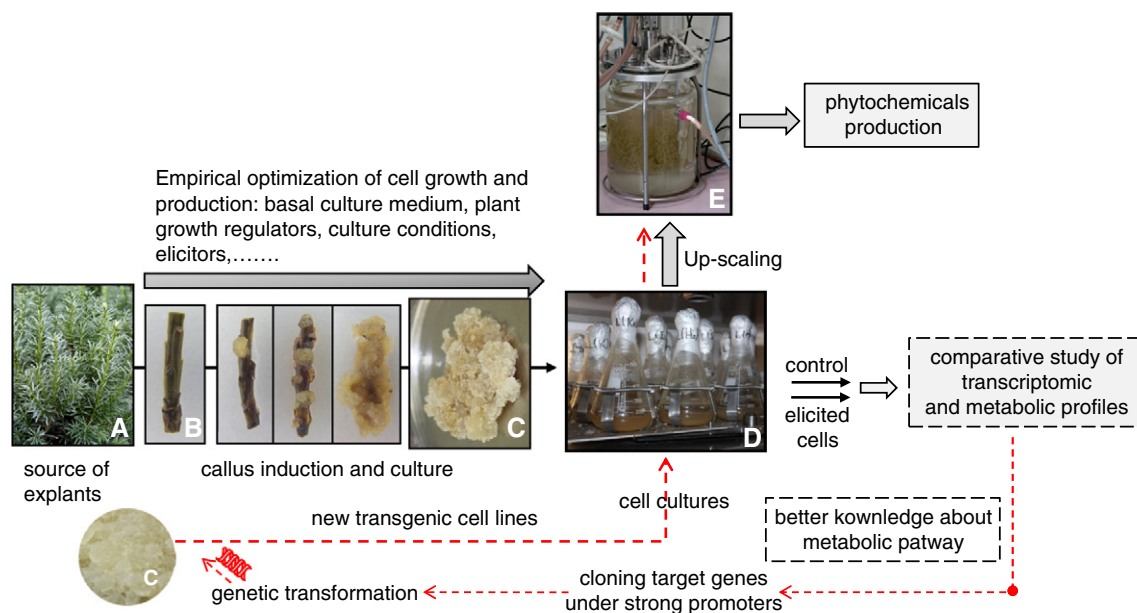 phytochemicals
production
E
Empirical optimization of cell growth and
production: basal culture medium, plant
growth regulators, culture conditions,
elicitors,…….
Up-scaling
A
B
C
D
control
elicited
cells
comparative study of
transcriptomic
and metabolic profiles
source of
explants
callus induction and culture
cell cultures
new transgenic cell lines
better kownledge about
metabolic patway
C
genetic transformation
cloning target genes
under strong promoters